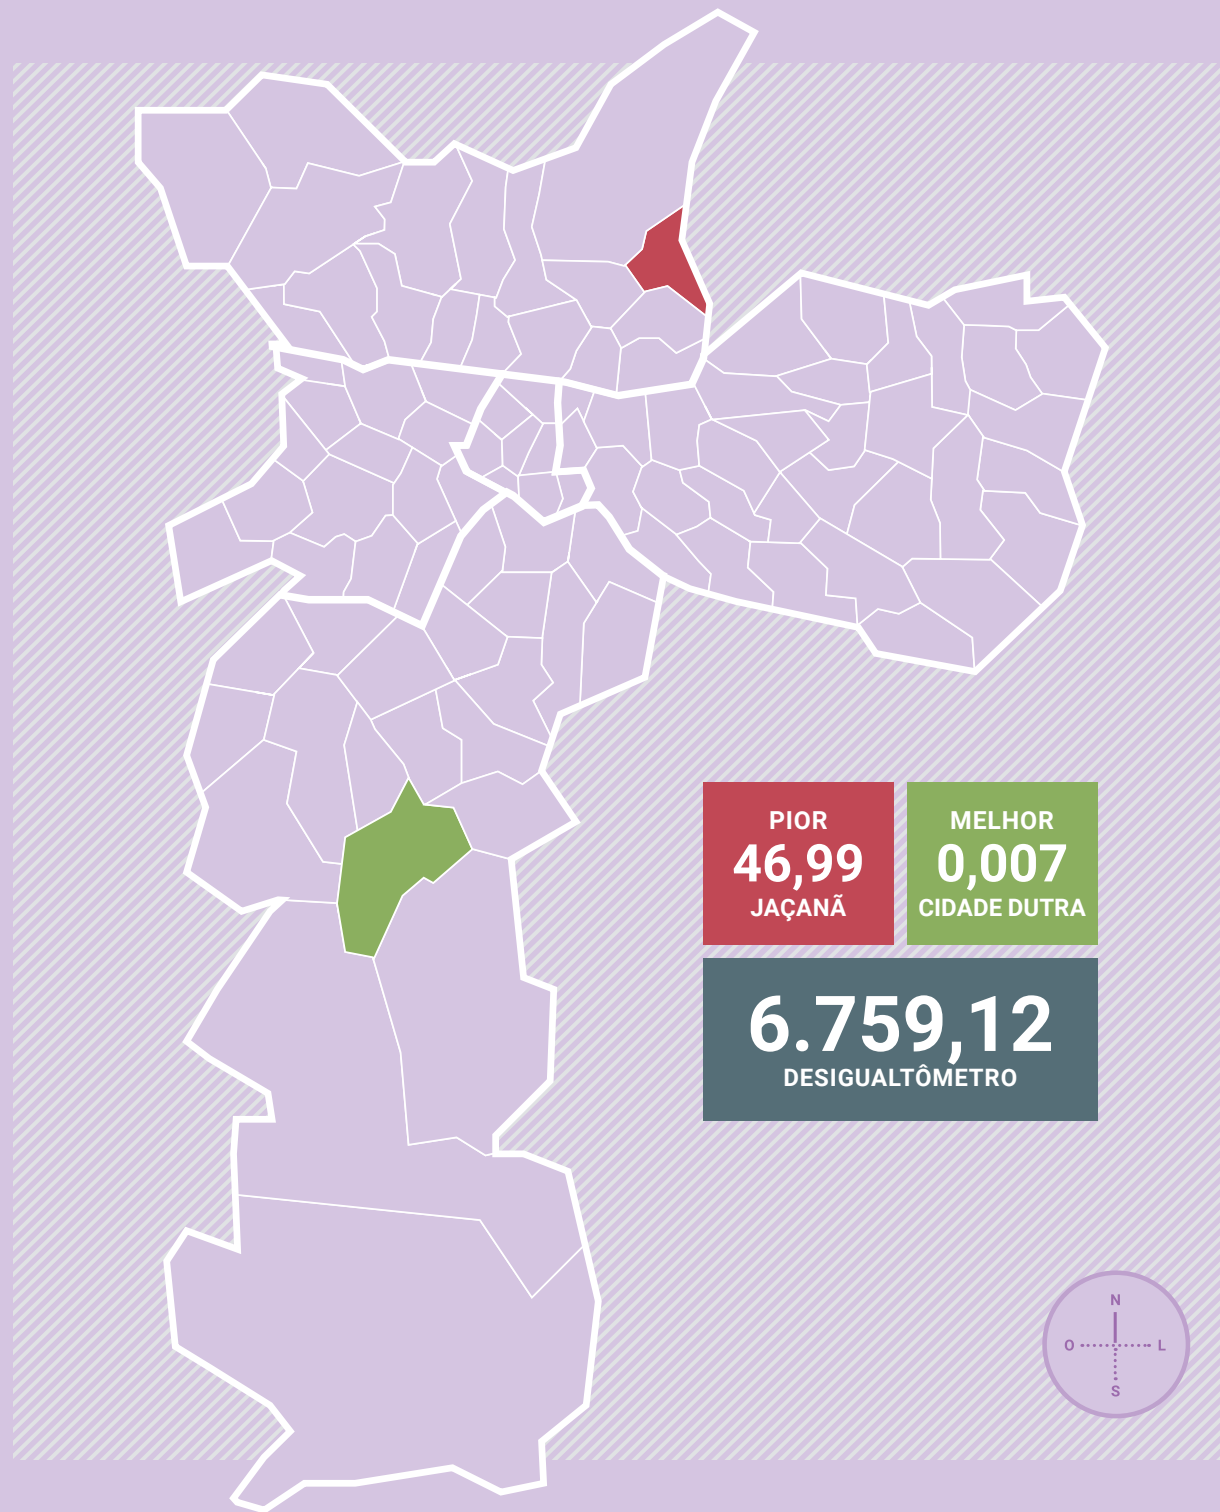 PIOR
46,99
JAÇANÃ
MELHOR
0,007
CIDADE DUTRA
6.759,12
DESIGUALTÔMETRO
N
O
L
S